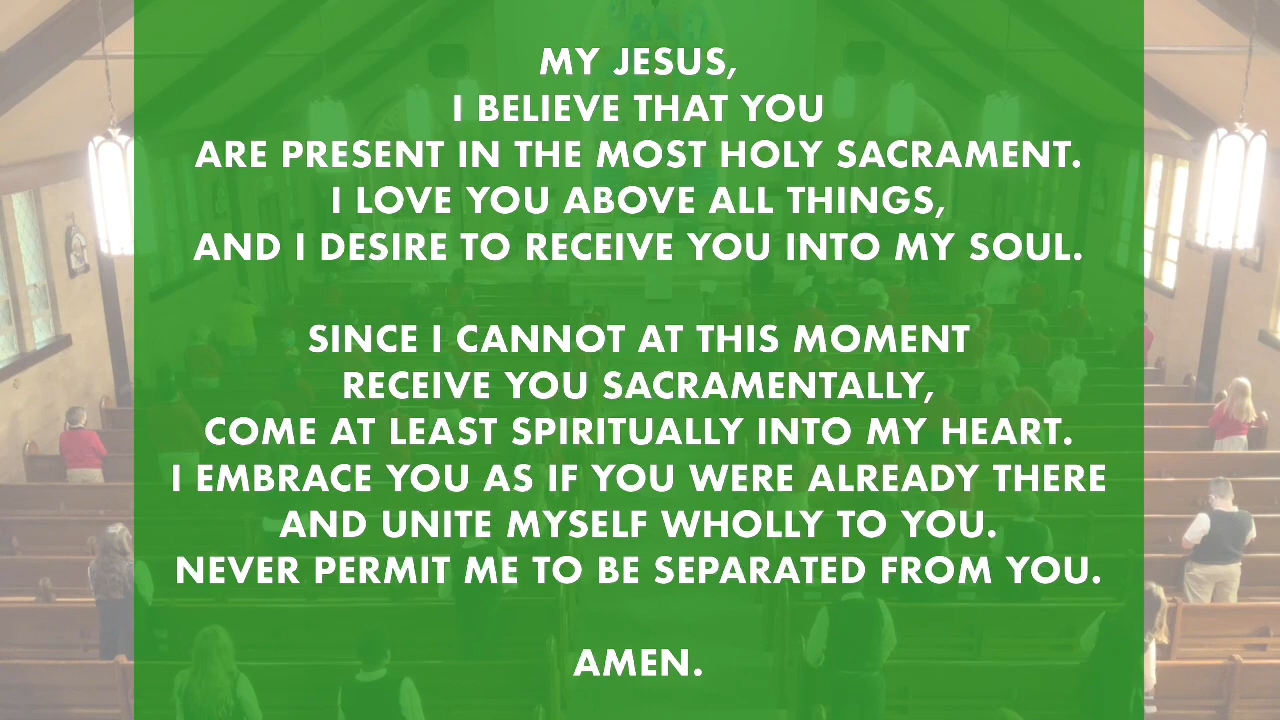 MY JESUS,
I BELIEVE THAT YOU
ARE PRESENT IN THE MOST HOLY SACRAMENT.
I LOVE YOU ABOVE ALL THINGS,
AND I DESIRE TO RECEIVE YOU INTO MY SOUL.
SINCE I CANNOT AT THIS MOMENT
RECEIVE YOU SACRAMENTALLY,
COME AT LEAST SPIRITUALLY INTO MY HEART.
I EMBRACE YOU AS IF YOU WERE ALREADY THERE
AND UNITE MYSELF WHOLLY TO YOU.
NEVER PERMIT ME TO BE SEPARATED FROM YOU.
AMEN.